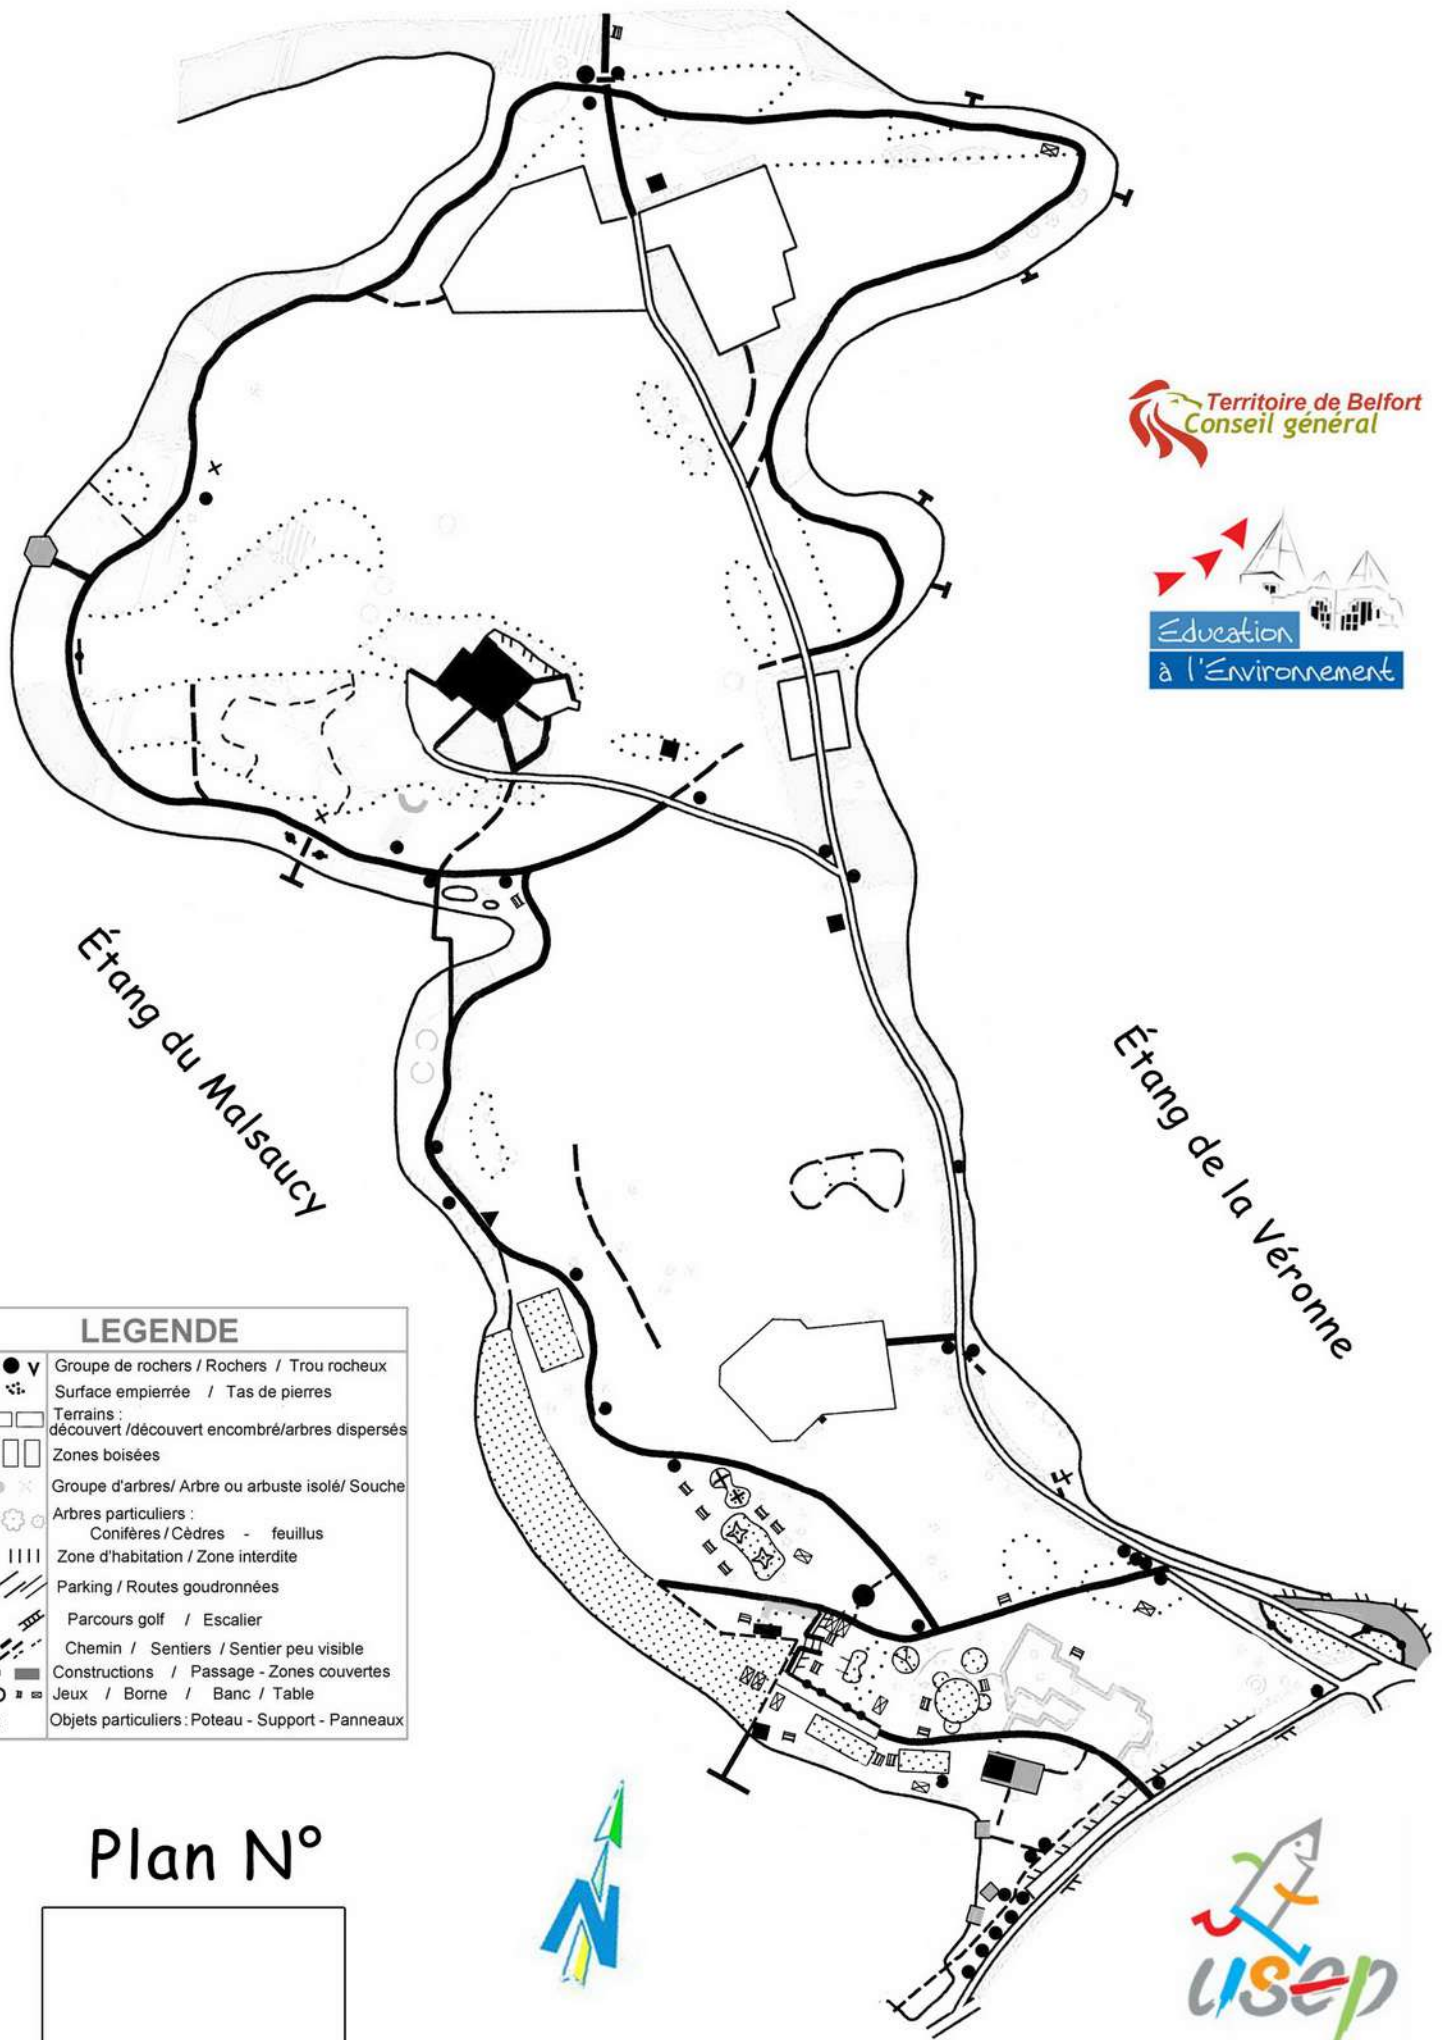 Territoire de Belfort
Conseil général
Education
à l'Environnement
Étang du Malsaucy
Étang de la Véronne
LEGENDE
V Groupe de rochers / Rochers / Trou rocheux
Surface empierrée / Tas de pierres
Terrains :
découvert /découvert encombré/arbres dispersés
Zones boisées
Groupe d'arbres/ Arbre ou arbuste isolé/ Souche
Arbres particuliers :
Conifères / Cèdres - feuillus
Zone d'habitation / Zone interdite
Parking / Routes goudronnées
Parcours golf / Escalier
Chemin / Sentiers / Sentier peu visible
Constructions / Passage - Zones couvertes
Jeux / Borne / Banc / Table
Objets particuliers : Poteau - Support - Panneaux
Plan N°
N
usep